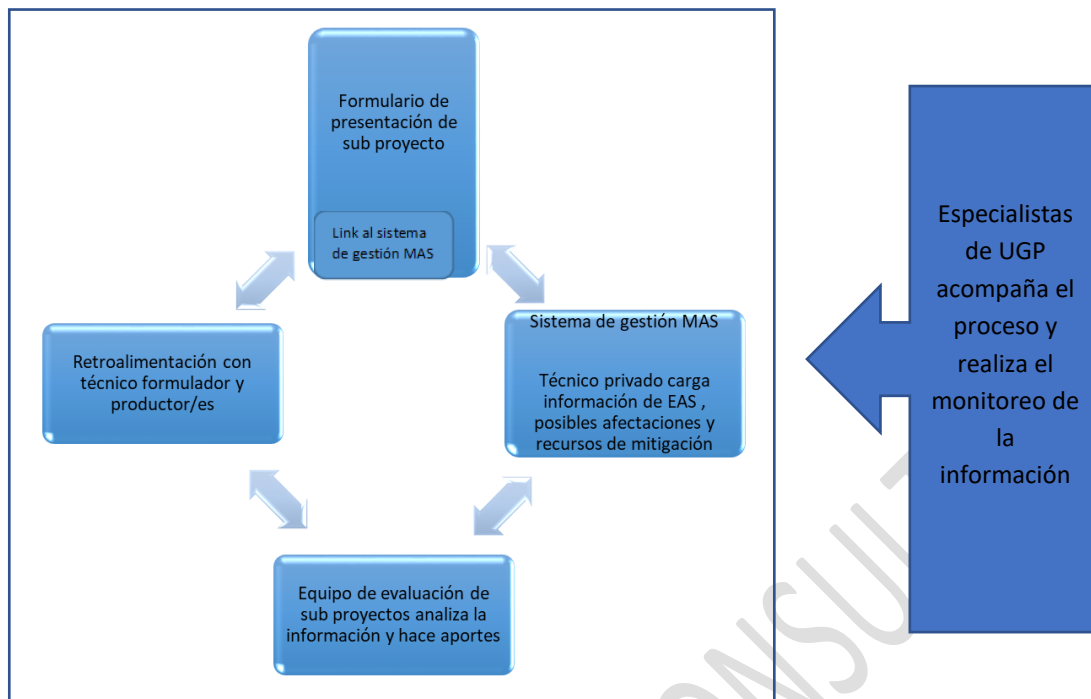 Formulario de
presentación de
sub proyecto
Link al sistema
de gestión MAS
Retroalimentación con
técnico formulador y
productor/es
Sistema de gestión MAS
Técnico privado carga
información de EAS ,
posibles afectaciones y
recursos de mitigación
Equipo de evaluación de
sub proyectos analiza la
información y hace aportes
Especialistas
de UGP
acompaña el
proceso y
realiza el
monitoreo de
la
información